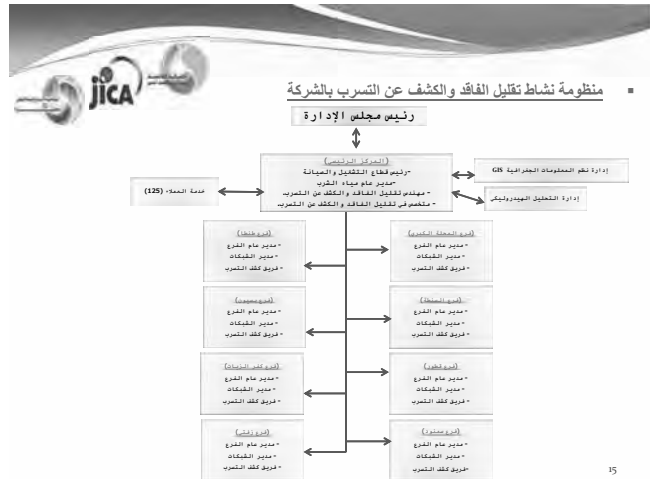 jica
▪ منظومة نشاط تقليل الفاقد والكشف عن التسرب بالشركة
رئيس مجلس الإدارة
(المركز الرئيسي)
-رئيس قطاع التشغيل والصيانة
-مدير عام مياه الشرب
- مهندس تقليل الفاقد والكشف عن التسرب
- متخصص في تقليل الفاقد والكشف عن التسرب
إدارة نظم المعلومات الجغرافية GIS
إدارة التحليل الهيدروليكي
خدمة العملاء (125)
(فرع المحلة الكبرى)
- مدير عام الفرع
- مدير الشبكات
- فريق كشف التسرب
(فرع طنطا)
- مدير عام الفرع
- مدير الشبكات
- فريق كشف التسرب
(فرع السنطة)
- مدير عام الفرع
- مدير الشبكات
- فريق كشف التسرب
(فرع بسيون)
- مدير عام الفرع
- مدير الشبكات
- فريق كشف التسرب
(فرع قطور)
- مدير عام الفرع
- مدير الشبكات
- فريق كشف التسرب
(فرع كفر الزيات)
- مدير عام الفرع
- مدير الشبكات
- فريق كشف التسرب
(فرع سمنود)
- مدير عام الفرع
- مدير الشبكات
-فريق كشف التسرب
(فرع زفتى)
- مدير عام الفرع
- مدير الشبكات
- فريق كشف التسرب
15